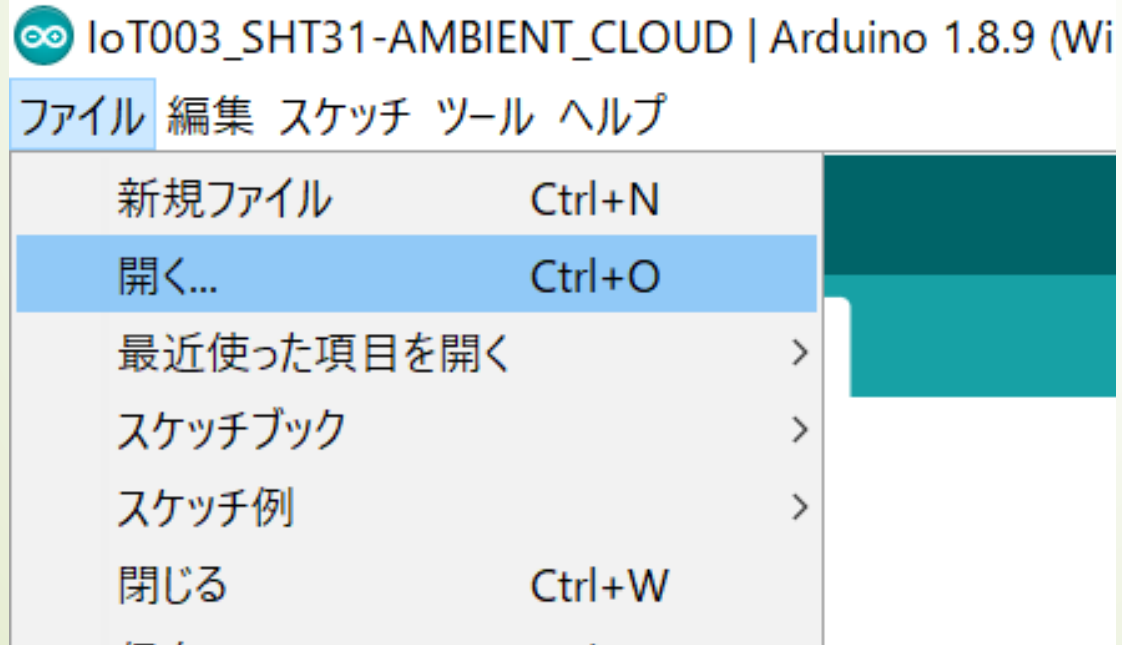 IoT003_SHT31-AMBIENT_CLOUD | Arduino 1.8.9 (Wi
ファイル 編集 スケッチ ツール ヘルプ
新規ファイル Ctrl+N
開く... Ctrl+O
最近使った項目を開く >
スケッチブック >
スケッチ例 >
閉じる Ctrl+W